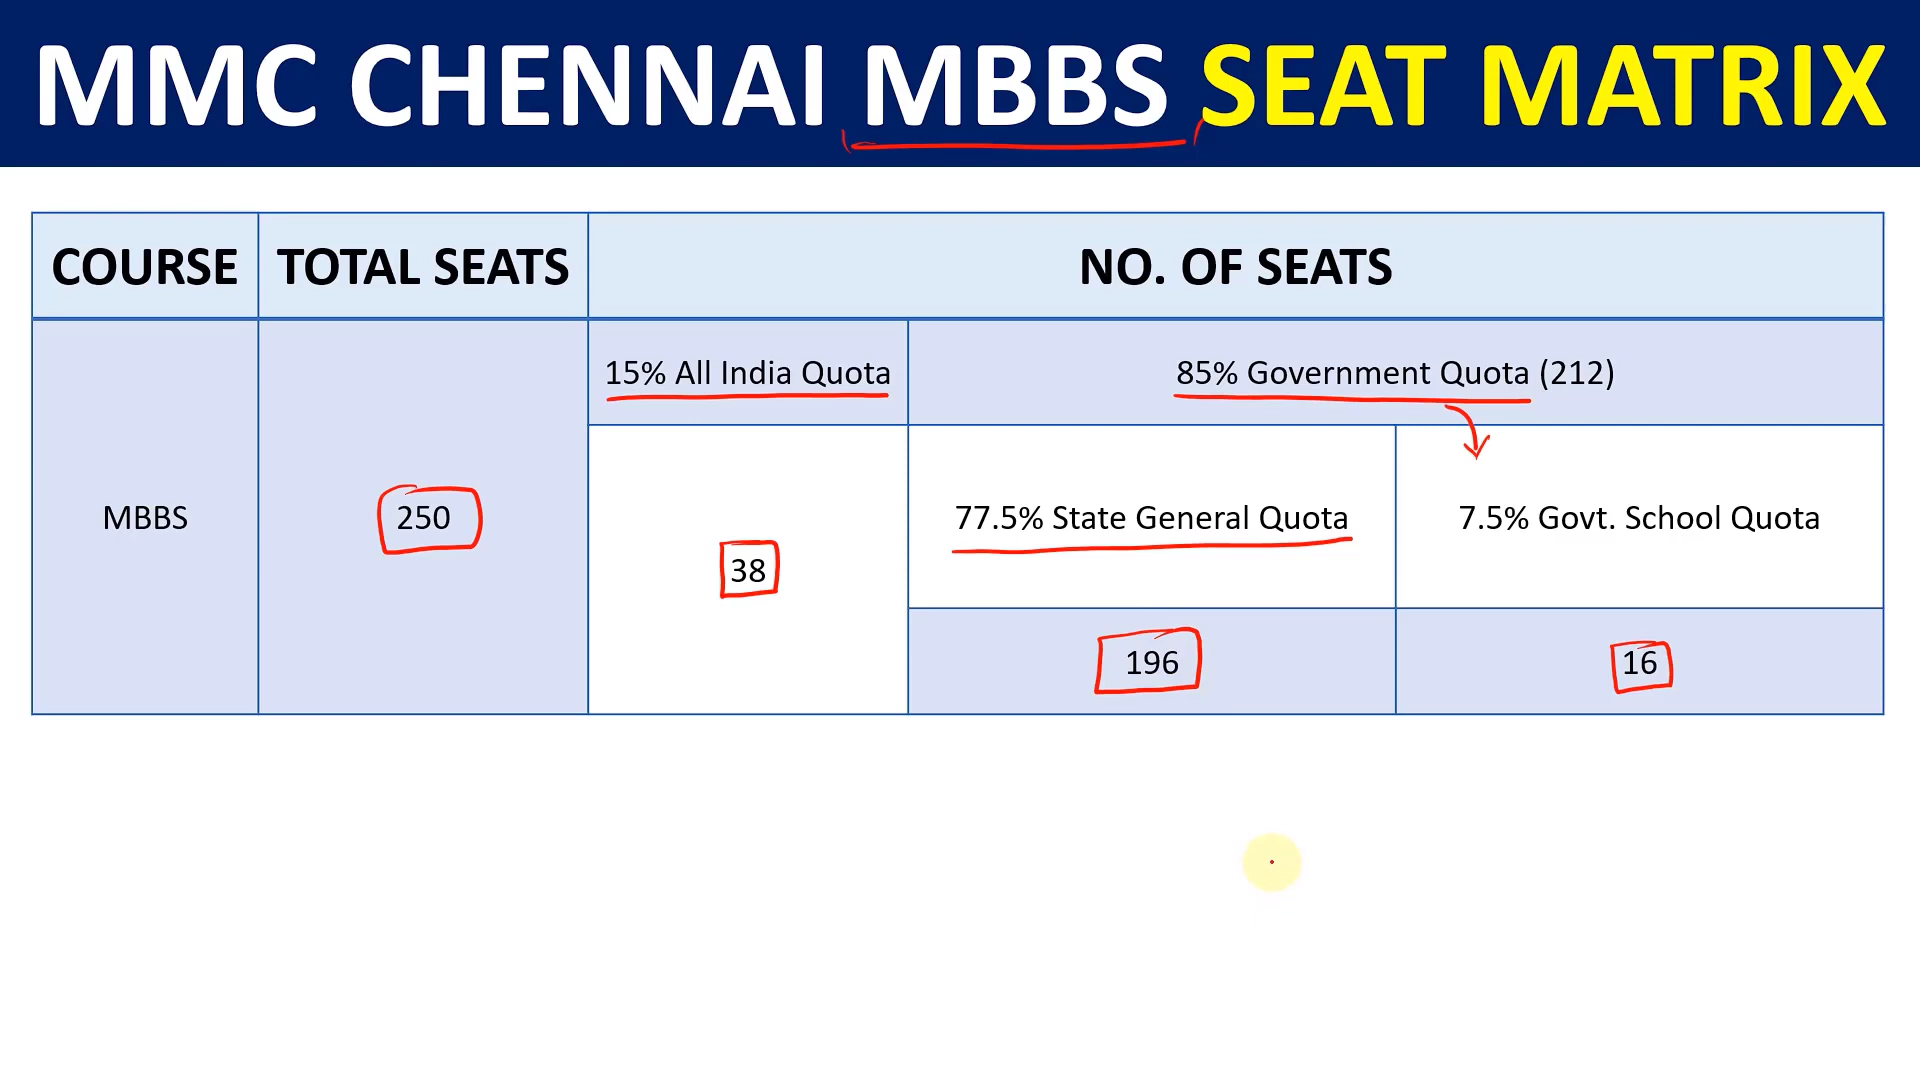 MMC CHENNAI MBBS SEAT MATRIX
COURSE
TOTAL SEATS
NO. OF SEATS
15% All India Quota
85% Government Quota (212)
MBBS
250
38
77.5% State General Quota
7.5% Govt. School Quota
196
16